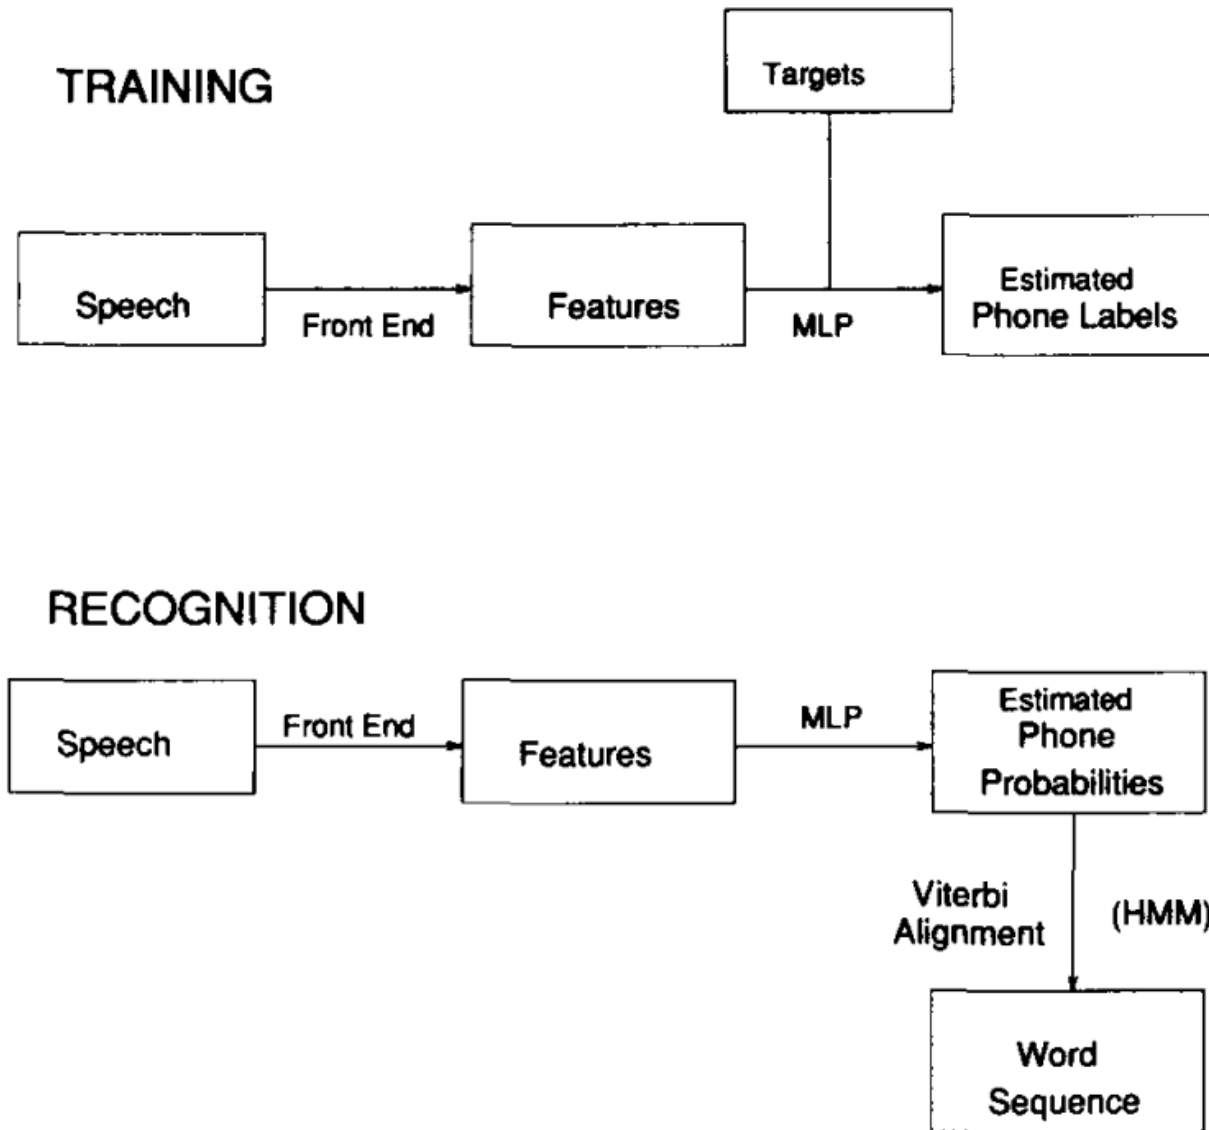 TRAINING
Targets
Speech
Front End
Features
MLP
Estimated
Phone Labels
RECOGNITION
Speech
Front End
Features
MLP
Estimated
Phone
Probabilities
Viterbi
Alignment
(HMM)
Word
Sequence